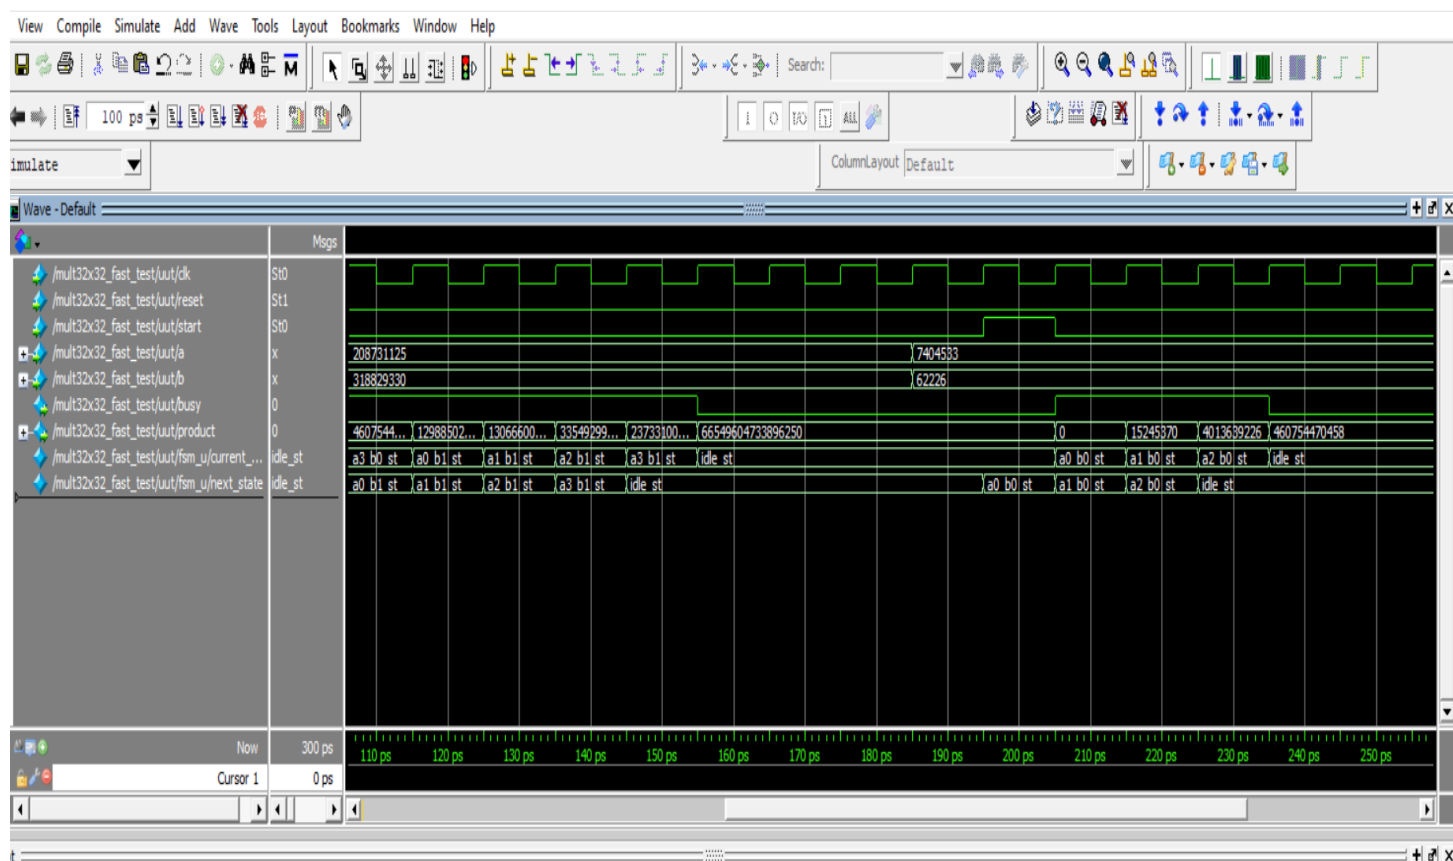 View Compile Simulate Add Wave Tools Layout Bookmarks Window Help
Search:
100 ps
ALL
imulate
ColumnLayout Default
Wave - Default
Msgs
/mult32x32_fast_test/uut/clk St0
/mult32x32_fast_test/uut/reset St1
/mult32x32_fast_test/uut/start St0
/mult32x32_fast_test/uut/a x 208731125 7404533
/mult32x32_fast_test/uut/b x 318829330 62226
/mult32x32_fast_test/uut/busy 0
/mult32x32_fast_test/uut/product 0 4607544... 12988502... 13066600... 33549299... 23733100... 66549604733896250 0 15245370 4013639226 460754470458
/mult32x32_fast_test/uut/fsm_u/current_... idle_st a3 b0 st a0 b1 st a1 b1 st a2 b1 st a3 b1 st idle st a0 b0 st a1 b0 st a2 b0 st idle st
/mult32x32_fast_test/uut/fsm_u/next_state idle_st a0 b1 st a1 b1 st a2 b1 st a3 b1 st idle st a0 b0 st a1 b0 st a2 b0 st idle st
Now 300 ps 110 ps 120 ps 130 ps 140 ps 150 ps 160 ps 170 ps 180 ps 190 ps 200 ps 210 ps 220 ps 230 ps 240 ps 250 ps
Cursor 1 0 ps